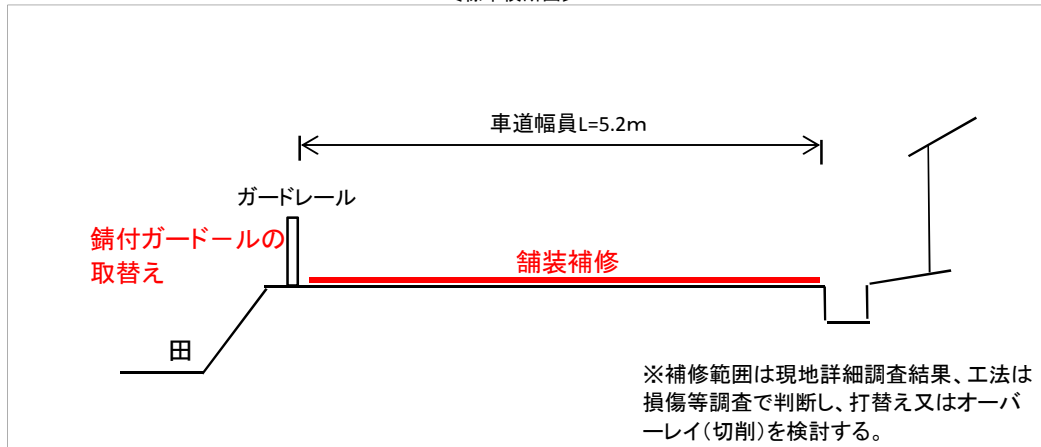 車道幅員L=5.2m
ガードレール
錆付ガードールの
取替え
舗装補修
田
※補修範囲は現地詳細調査結果、工法は
損傷等調査で判断し、打替え又はオーバ
ーレイ(切削)を検討する。